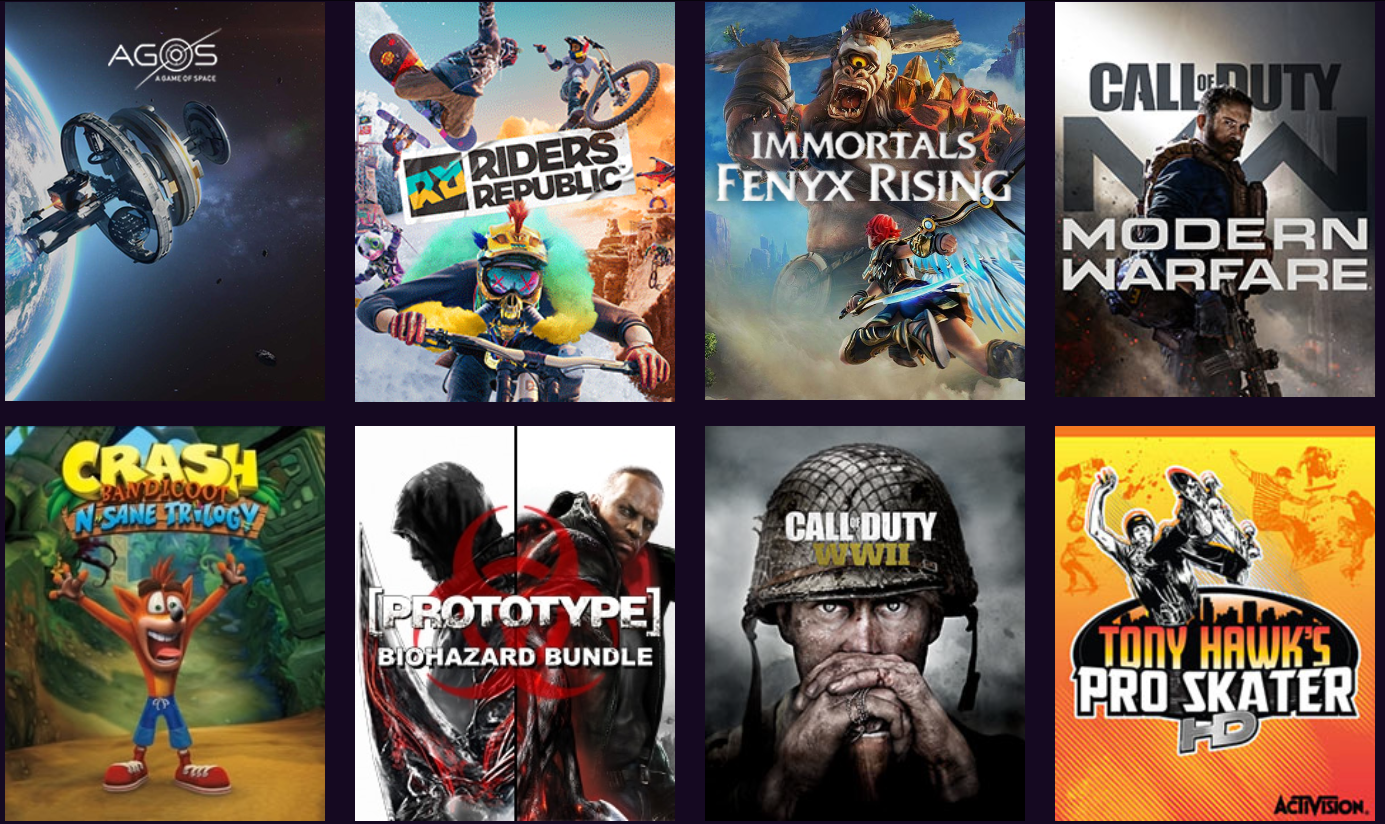 AGOS
A GAME OF SPACE
RIDERS
REPUBLIC
IMMORTALS
FENYX RISING
CALL OF DUTY
MW
MODERN
WARFARE
CRASH
BANDICOOT
N. SANE TRILOGY
[PROTOTYPE]
BIOHAZARD BUNDLE
CALL OF DUTY
WWII
TONY HAWK'S
PRO SKATER
HD
ACTIVISION